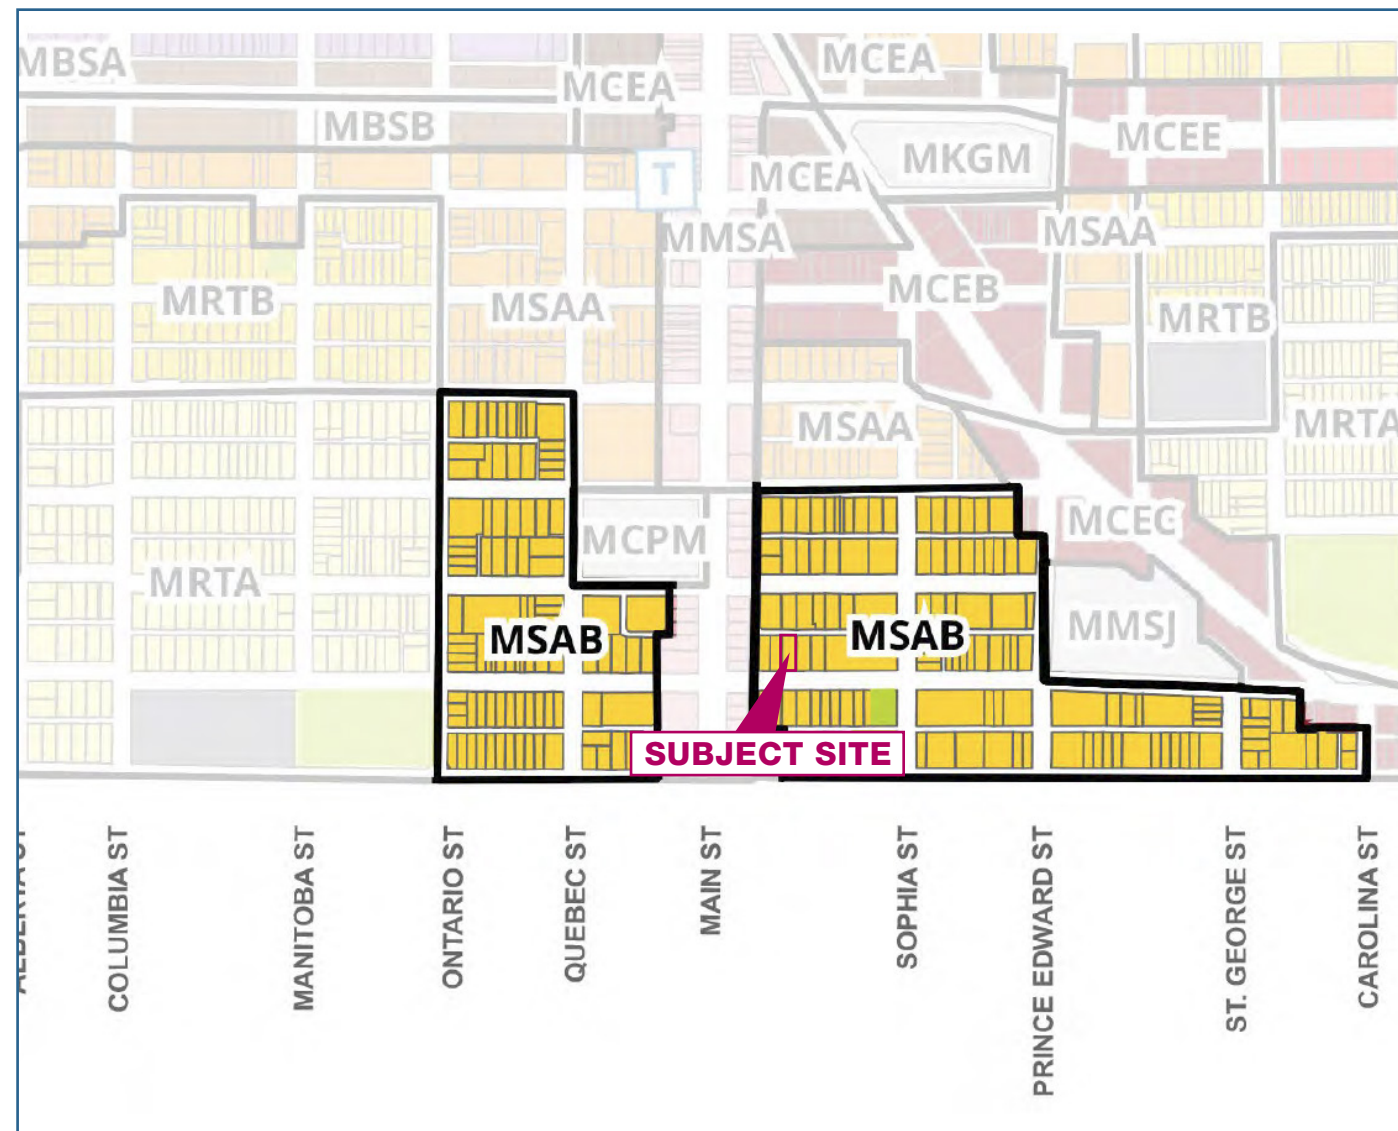 MBSA
MCEA
MCEA
MBSB
MCEE
MKGM
MCEA
T
MMSA
MSAA
MCEB
MRTB
MSAA
MRTB
MSAA
MRTA
MCPM
MCEC
MRTA
MSAB
MSAB
MMSJ
SUBJECT SITE
ALBERTA ST
COLUMBIA ST
MANITOBA ST
ONTARIO ST
QUEBEC ST
MAIN ST
SOPHIA ST
PRINCE EDWARD ST
ST. GEORGE ST
CAROLINA ST